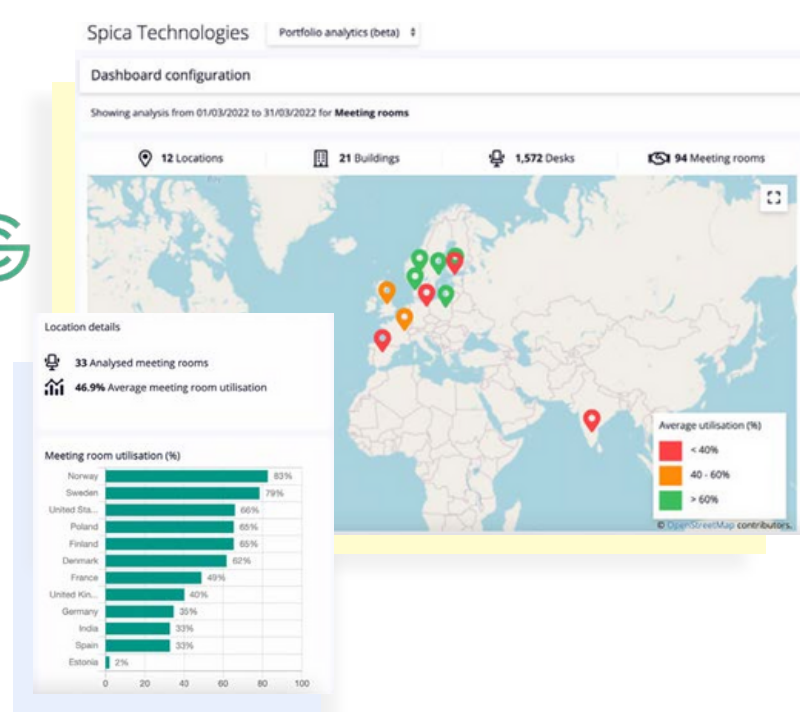 Spica Technologies
Portfolio analytics (beta)
Dashboard configuration
Showing analysis from 01/03/2022 to 31/03/2022 for Meeting rooms
12 Locations
21 Buildings
1,572 Desks
94 Meeting rooms
Location details
33 Analysed meeting rooms
46.9% Average meeting room utilisation
Meeting room utilisation (%)
Norway 83%
Sweden 79%
United Sta... 66%
Poland 65%
Finland 65%
Denmark 62%
France 49%
United Kin... 40%
Germany 35%
India 33%
Spain 33%
Estonia 2%
0 20 40 60 80 100
Average utilisation (%)
< 40%
40 - 60%
> 60%
© OpenStreetMap contributors.